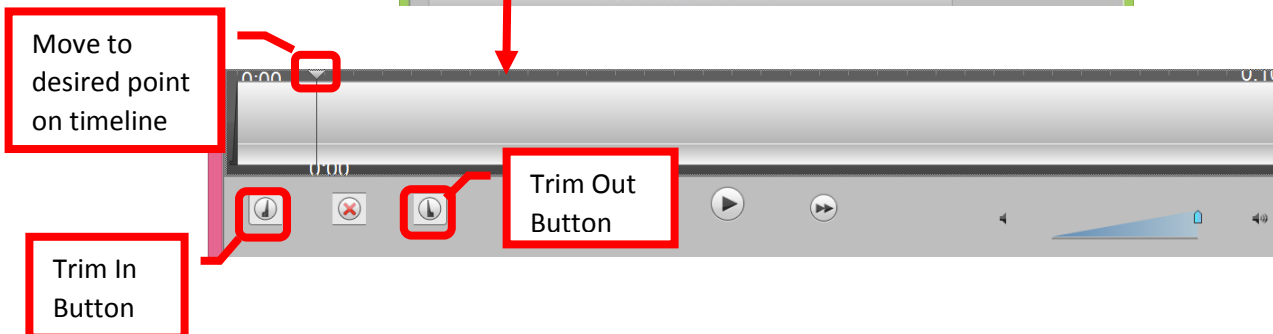 Move to
desired point
on timeline
0:00
0:00
Trim Out
Button
Trim In
Button